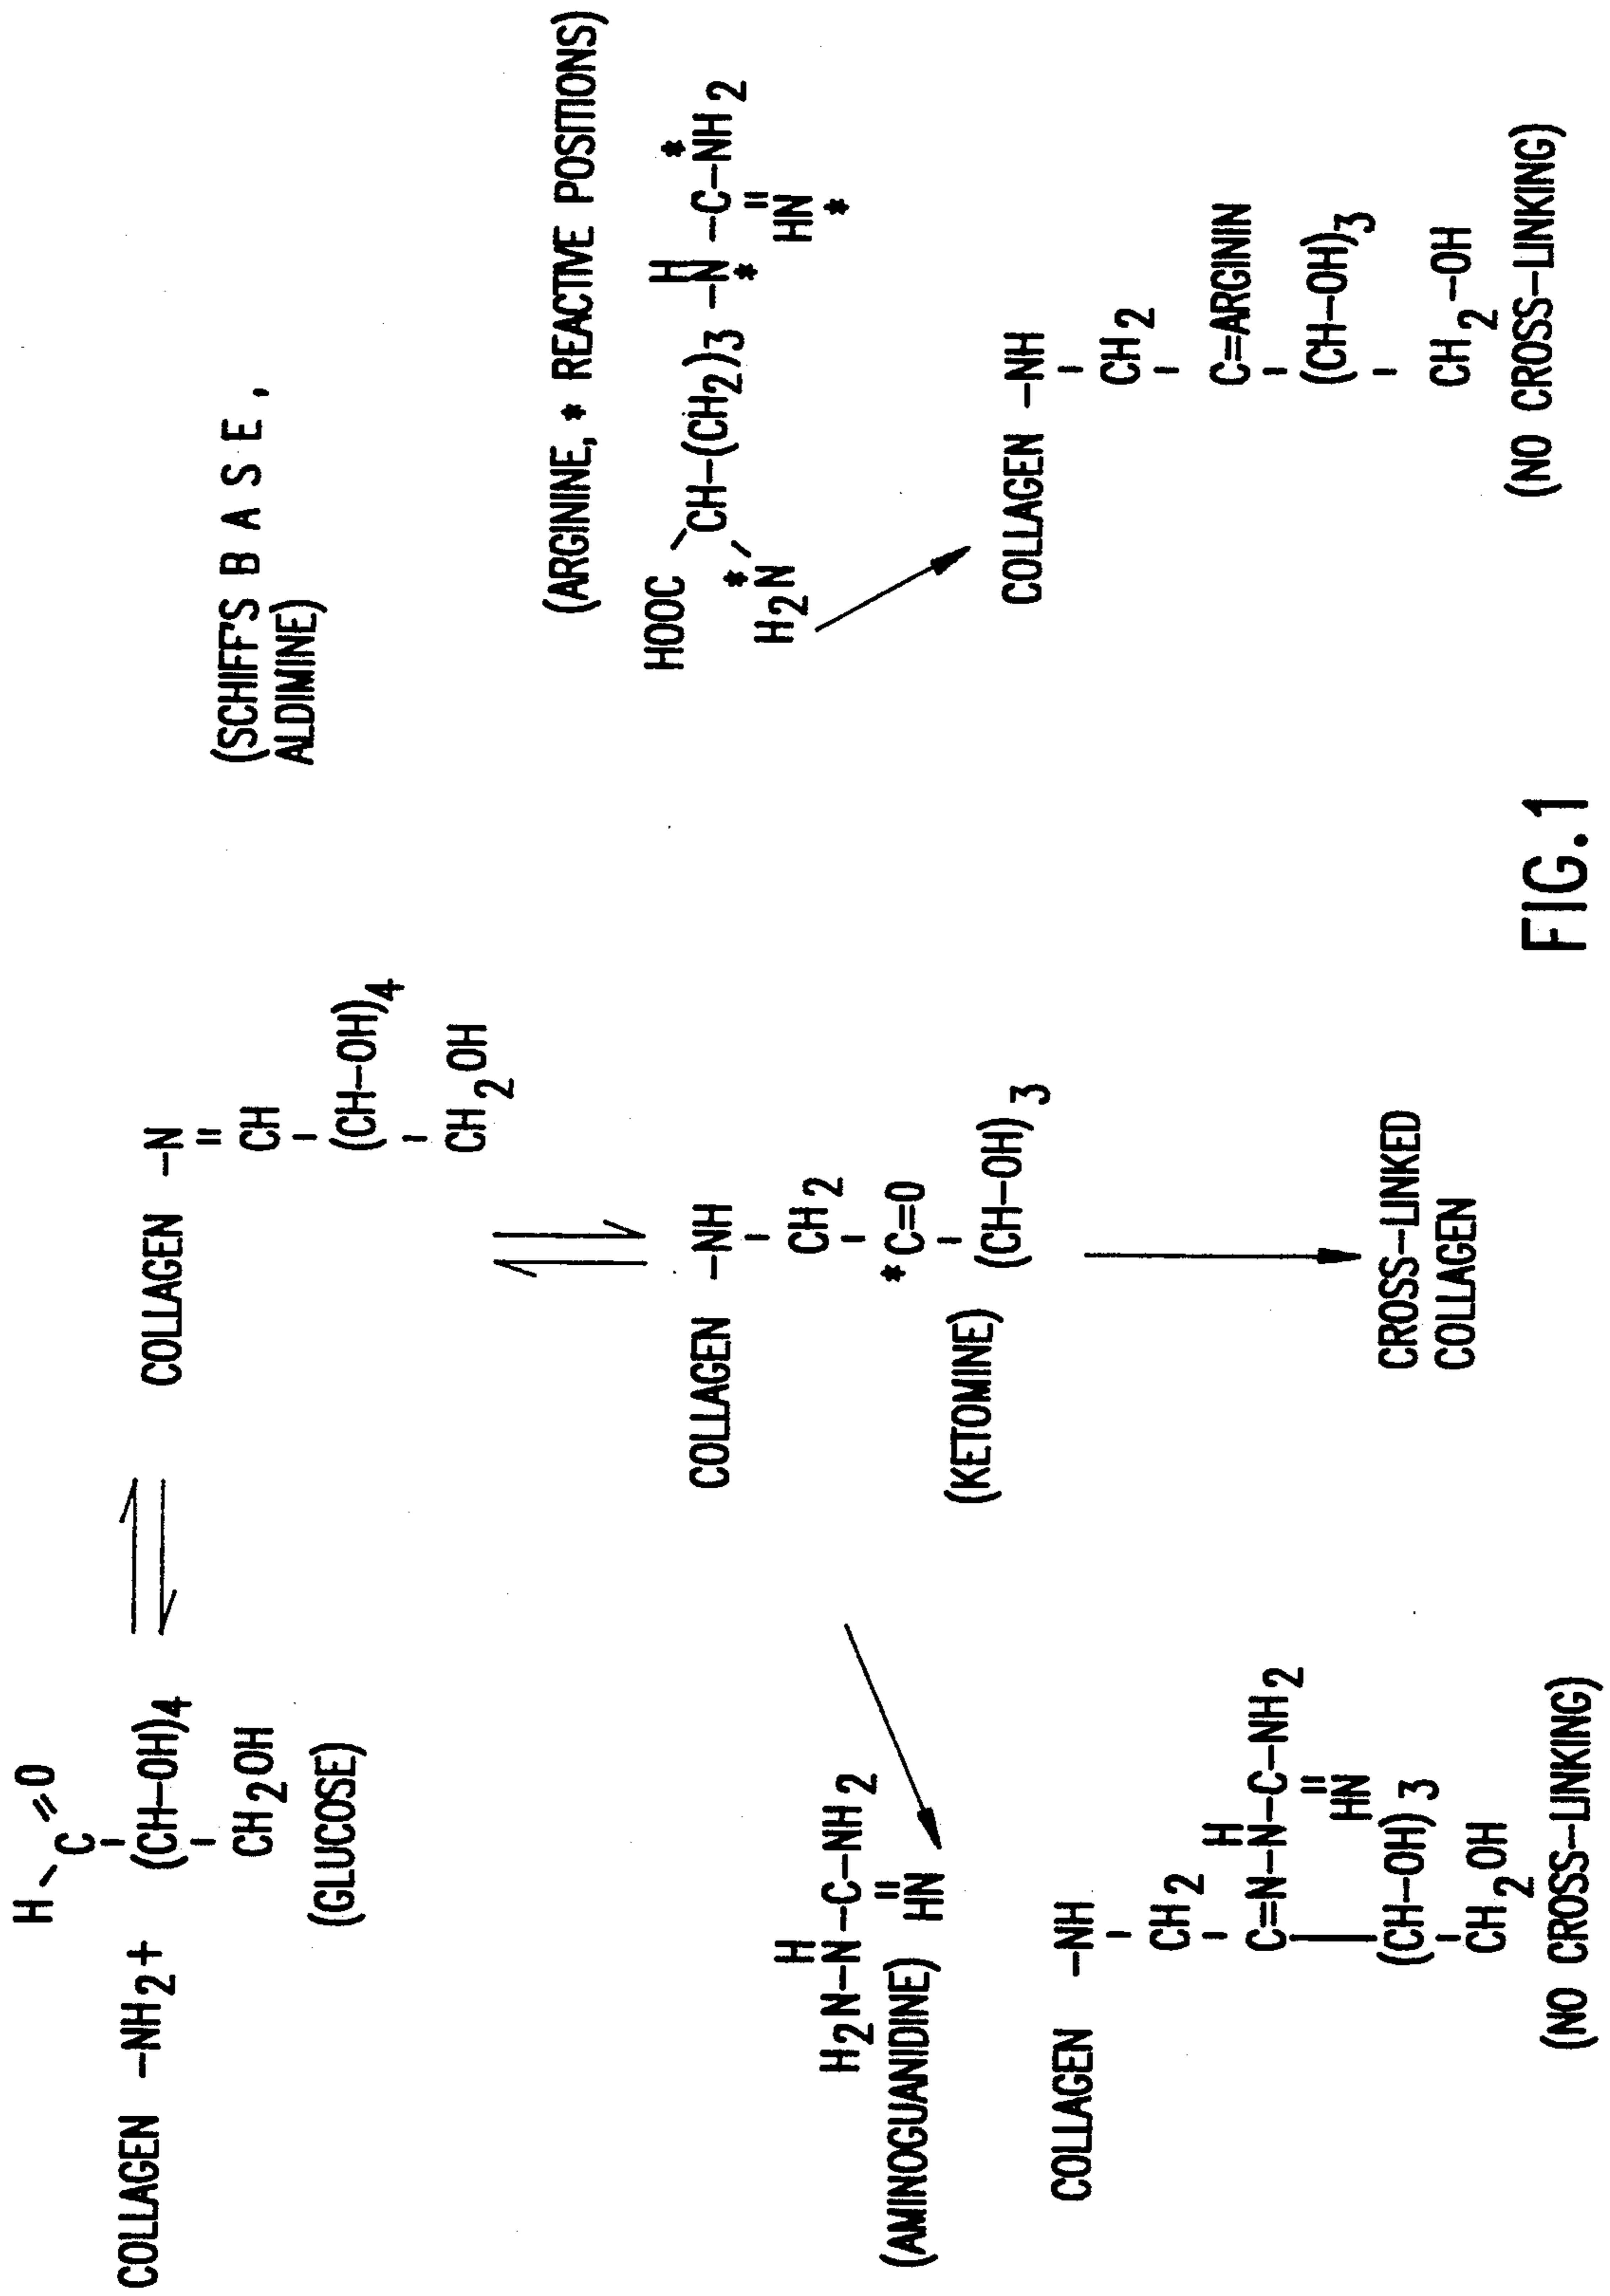 H
C =O
COLLAGEN –NH2+ (CH–OH)4
CH2OH
(GLUCOSE)
COLLAGEN –N
=
CH
(CH–OH)4
CH2OH
(SCHIFF'S B A S E ,
ALDIMINE)
COLLAGEN –NH
CH2
*C=O
(CH–OH)3
(KETOMINE)
(ARGININE, * REACTIVE POSITIONS)
HOOC H *
CH–(CH2)3–N–C–NH2
* * =
H2N HN
*
H
H2N–N–C–NH2
=
(AMINOGUANIDINE) HN
COLLAGEN –NH
CH2
H
C=N–N–C–NH2
=
HN
(CH–OH)3
CH2OH
(NO CROSS–LINKING)
CROSS–LINKED
COLLAGEN
COLLAGEN –NH
CH2
C=ARGININ
(CH–OH)3
CH2–OH
(NO CROSS–LINKING)
FIG.1